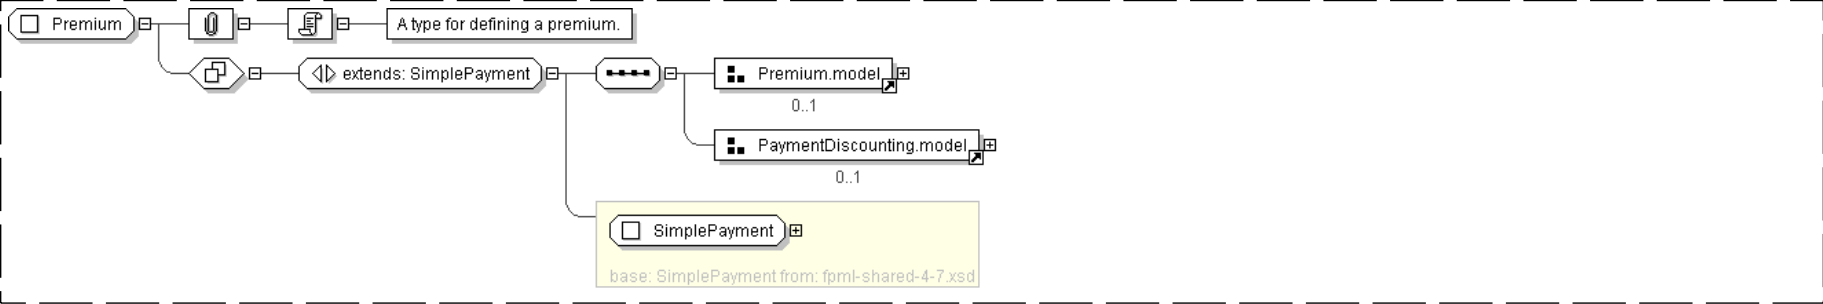 Premium
A type for defining a premium.
extends: SimplePayment
Premium.model
0..1
PaymentDiscounting.model
0..1
SimplePayment
base: SimplePayment from: fpml-shared-4-7.xsd